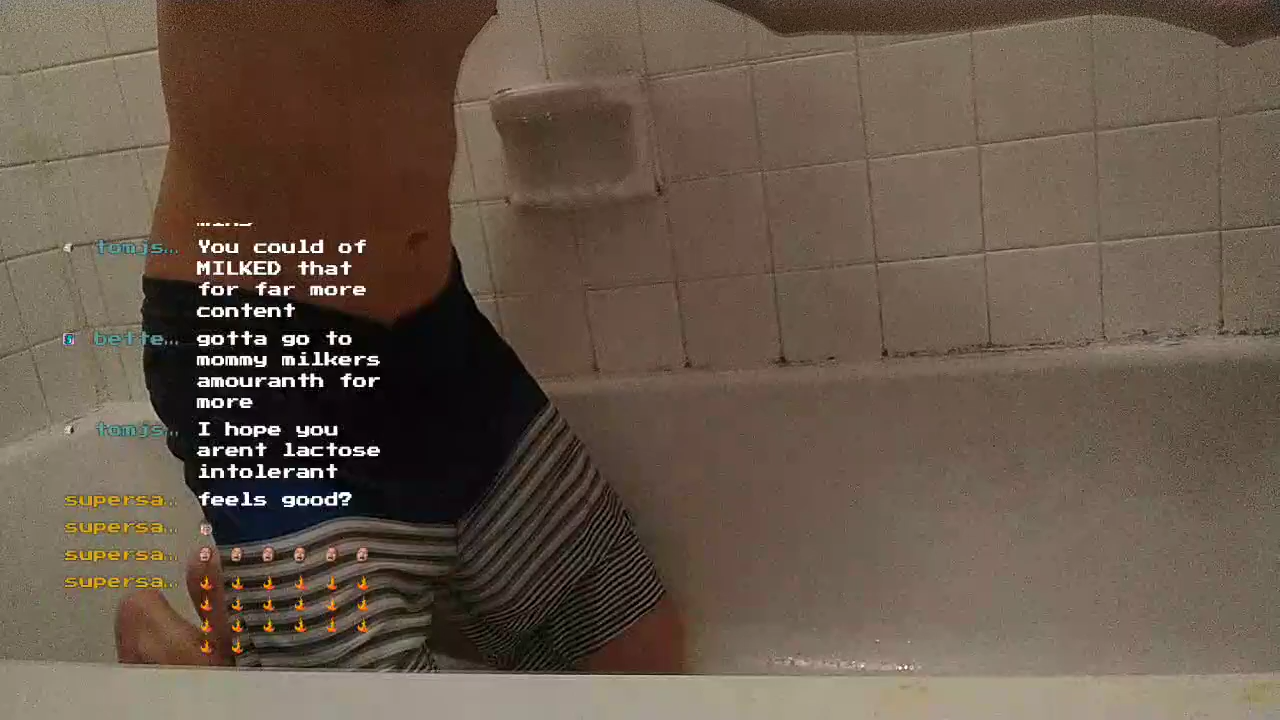 tomjs... You could of
MILKED that
for far more
content
bette... gotta go to
mommy milkers
amouranth for
more
tomjs... I hope you
arent lactose
intolerant
supersa... feels good?
supersa...
supersa...
supersa...